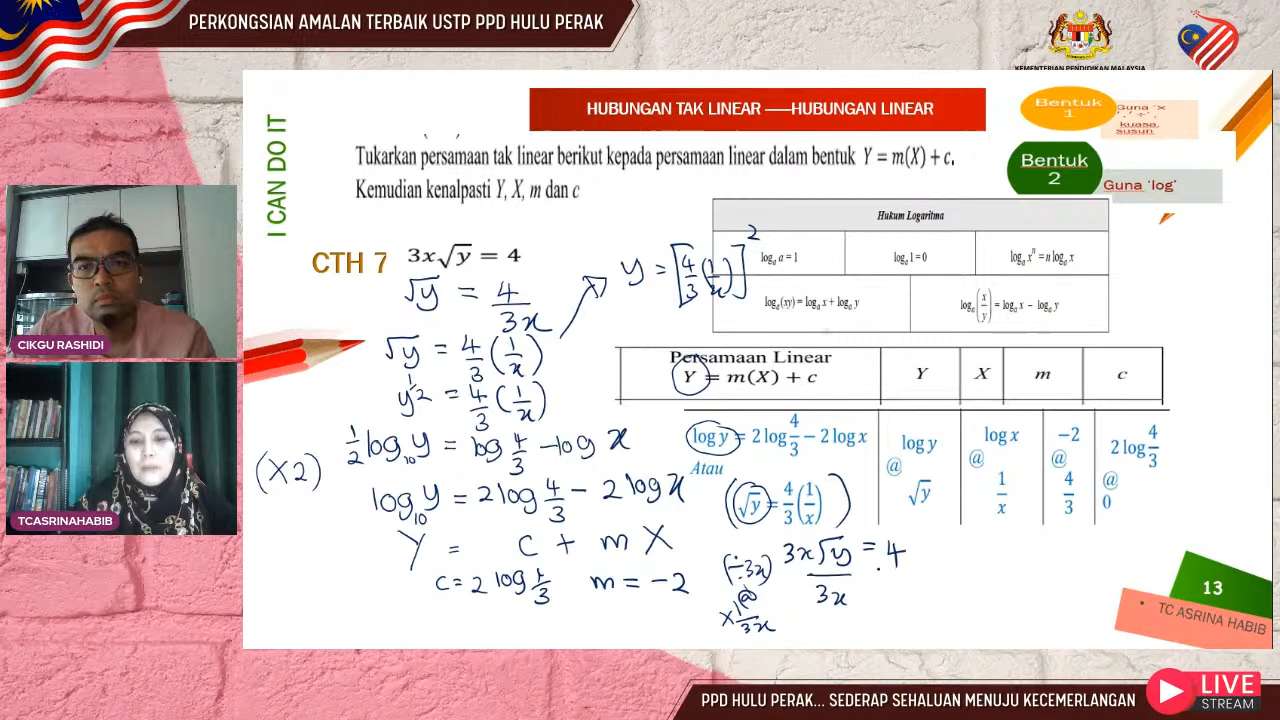 PERKONGSIAN AMALAN TERBAIK USTP PPD HULU PERAK
KEMENTERIAN PENDIDIKAN MALAYSIA
I CAN DO IT
HUBUNGAN TAK LINEAR ——HUBUNGAN LINEAR
Bentuk 1
Guna 'x', '÷', kuasa, susun
Tukarkan persamaan tak linear berikut kepada persamaan linear dalam bentuk Y = m(X) + c.
Kemudian kenalpasti Y, X, m dan c
Bentuk 2
Guna 'log'
Hukum Logaritma
logₐ a = 1
logₐ 1 = 0
logₐ xⁿ = n logₐ x
logₐ (xy) = logₐ x + logₐ y
logₐ (x/y) = logₐ x − logₐ y
CTH 7
3x√y = 4
√y = 4/3x
y = [4/3 (1/x)]²
√y = 4/3 (1/x)
y^1/2 = 4/3 (1/x)
1/2 log₁₀ y = log 4/3 − log x
(X2)
log₁₀ y = 2 log 4/3 − 2 log x
Y = c + m X
c = 2 log 4/3 m = −2
Persamaan Linear
Y = m(X) + c
Y
X
m
c
log y = 2 log 4/3 − 2 log x
Atau
(√y = 4/3 (1/x))
log y
@
√y
log x
@
1/x
-2
@
4/3
2 log 4/3
@
0
(÷3x) 3x√y = 4
3x
@
× 1/3x
CIKGU RASHIDI
TCASRINAHABIB
13
• TC ASRINA HABIB
PPD HULU PERAK... SEDERAP SEHALUAN MENUJU KECEMERLANGAN
LIVE
STREAM